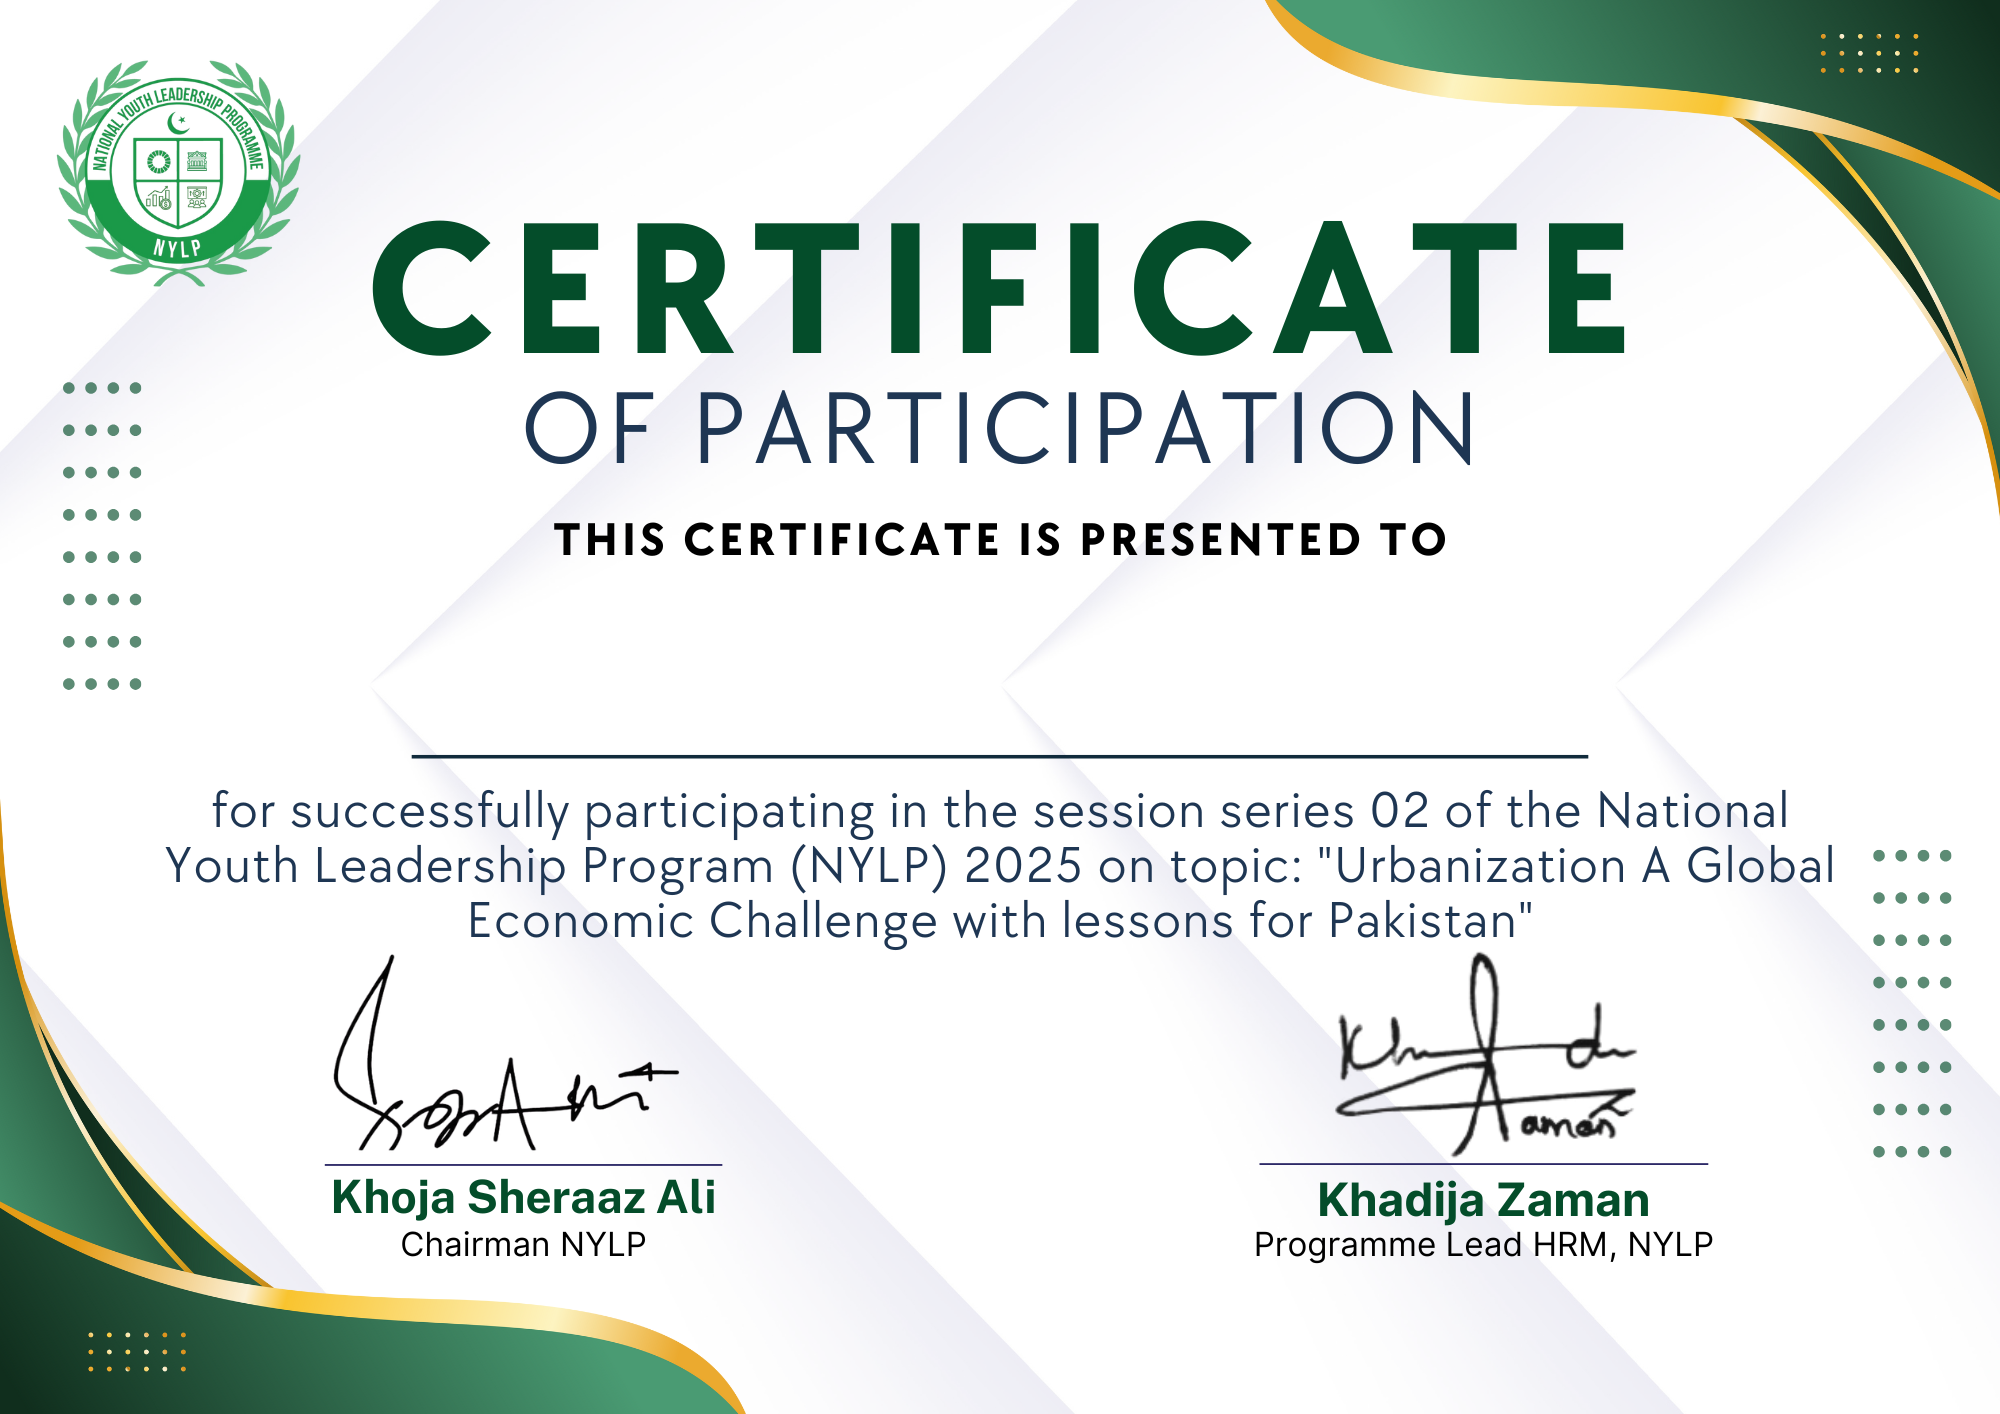 NATIONAL YOUTH LEADERSHIP PROGRAMME
NYLP
CERTIFICATE
OF PARTICIPATION
THIS CERTIFICATE IS PRESENTED TO
for successfully participating in the session series 02 of the National
Youth Leadership Program (NYLP) 2025 on topic: "Urbanization A Global
Economic Challenge with lessons for Pakistan"
Khoja Sheraaz Ali
Chairman NYLP
Khadija Zaman
Programme Lead HRM, NYLP